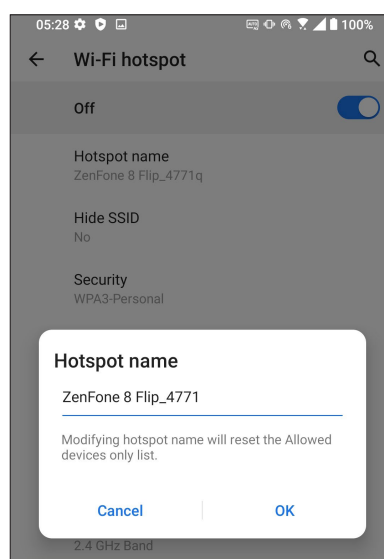 05:28 100%
Wi-Fi hotspot
Off
Hotspot name
ZenFone 8 Flip_4771q
Hide SSID
No
Security
WPA3-Personal
Hotspot name
ZenFone 8 Flip_4771
Modifying hotspot name will reset the Allowed
devices only list.
Cancel OK
2.4 GHz Band